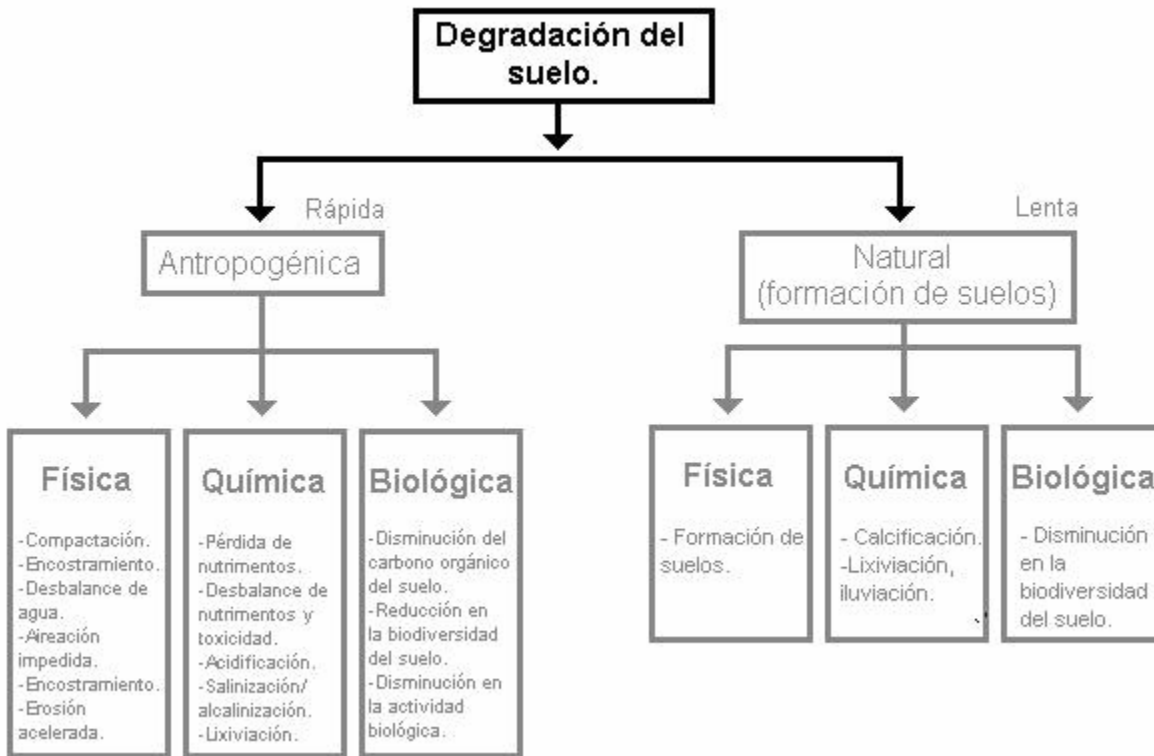 Degradación del
suelo.
Rápida
Lenta
Antropogénica
Natural
(formación de suelos)
Física
-Compactación.
-Encostramiento.
-Desbalance de
agua.
-Aireación
impedida.
-Encostramiento.
-Erosión
acelerada.
Química
-Pérdida de
nutrimentos.
-Desbalance de
nutrimentos y
toxicidad.
-Acidificación.
-Salinización/
alcalinización.
-Lixiviación.
Biológica
-Disminución del
carbono orgánico
del suelo.
-Reducción en
la biodiversidad
del suelo.
-Disminución en
la actividad
biológica.
Física
- Formación de
suelos.
Química
- Calcificación.
-Lixiviación,
iluviación.
Biológica
- Disminución
en la
biodiversidad
del suelo.